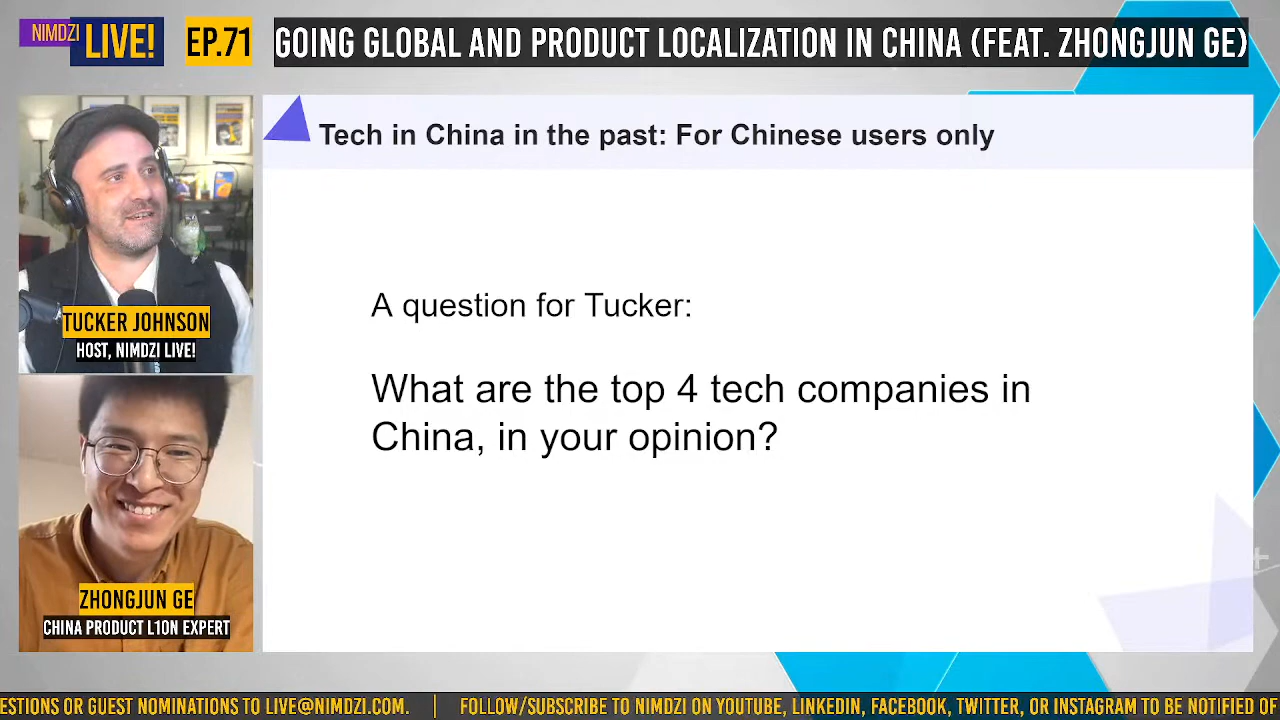 NIMDZI LIVE!
EP.71
GOING GLOBAL AND PRODUCT LOCALIZATION IN CHINA (FEAT. ZHONGJUN GE)
Tech in China in the past: For Chinese users only
A question for Tucker:
What are the top 4 tech companies in
China, in your opinion?
TUCKER JOHNSON
HOST, NIMDZI LIVE!
ZHONGJUN GE
CHINA PRODUCT L10N EXPERT
ESTIONS OR GUEST NOMINATIONS TO LIVE@NIMDZI.COM. | FOLLOW/SUBSCRIBE TO NIMDZI ON YOUTUBE, LINKEDIN, FACEBOOK, TWITTER, OR INSTAGRAM TO BE NOTIFIED OF